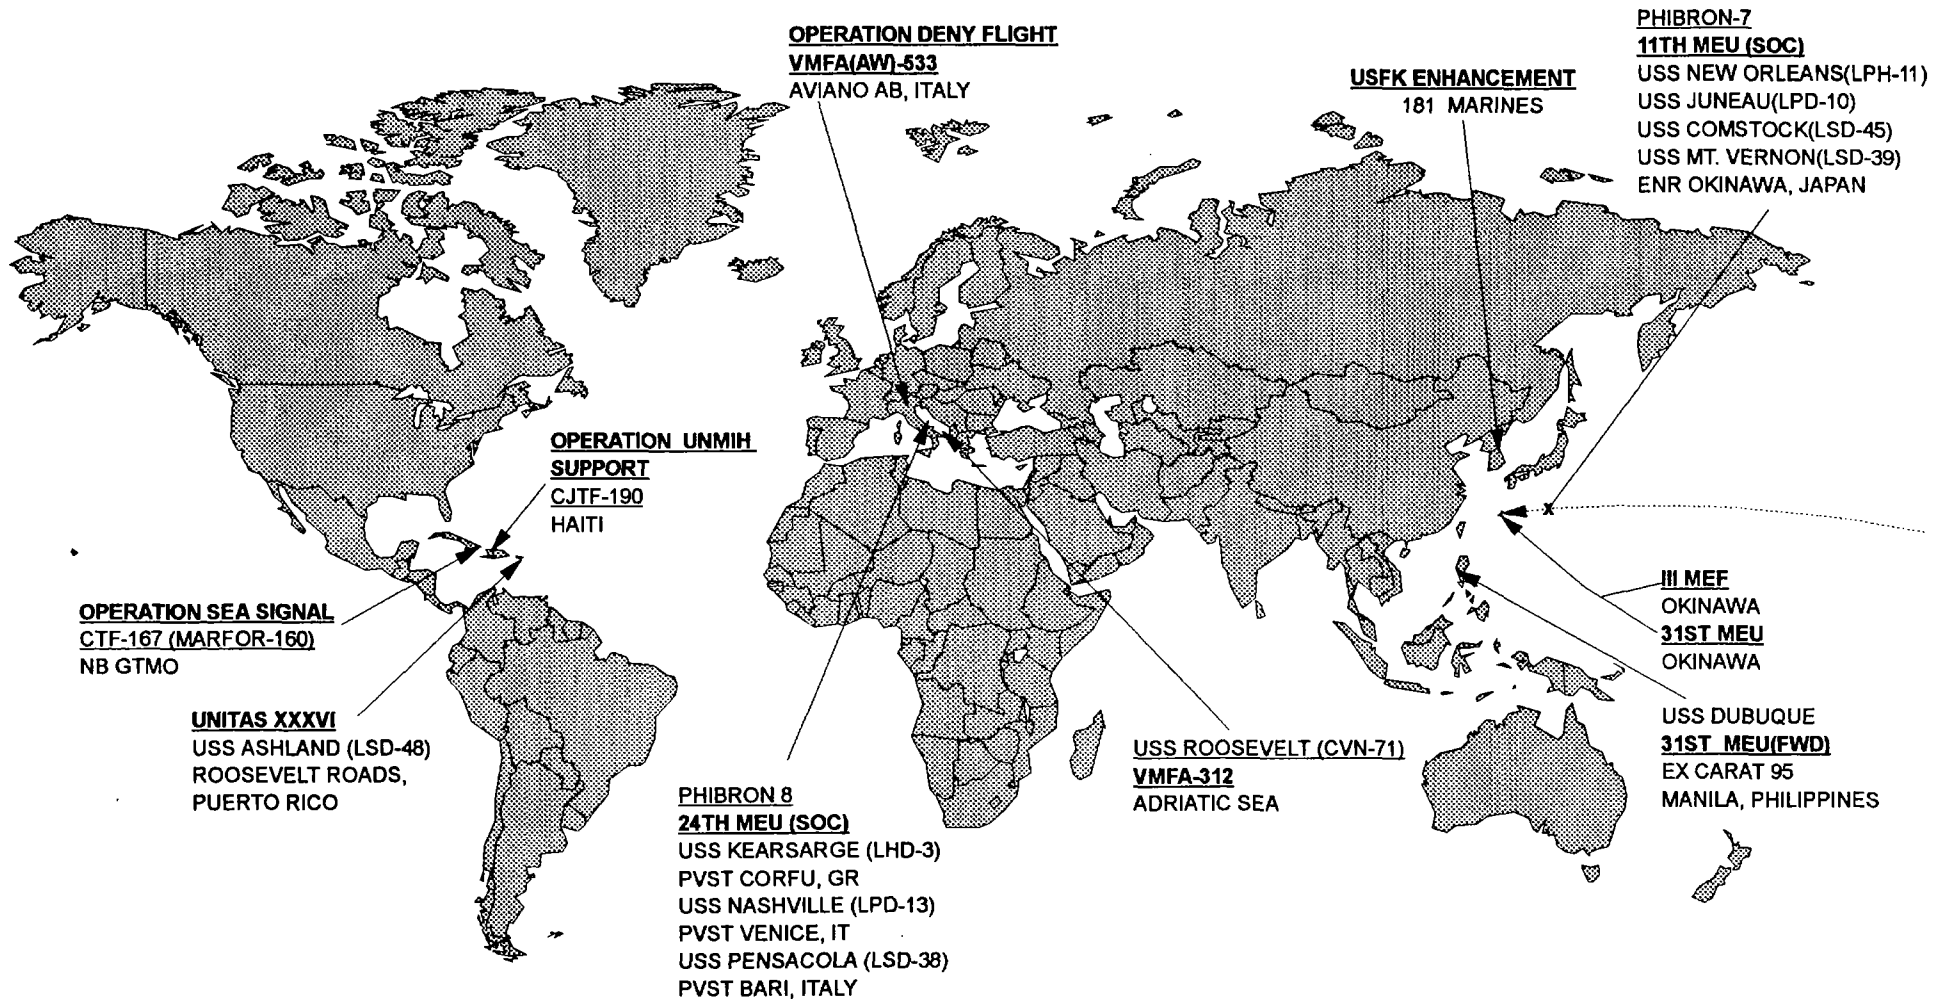 OPERATION DENY FLIGHT
VMFA(AW)-533
AVIANO AB, ITALY
USFK ENHANCEMENT
181 MARINES
PHIBRON-7
11TH MEU (SOC)
USS NEW ORLEANS(LPH-11)
USS JUNEAU(LPD-10)
USS COMSTOCK(LSD-45)
USS MT. VERNON(LSD-39)
ENR OKINAWA, JAPAN
OPERATION UNMIH
SUPPORT
CJTF-190
HAITI
X
OPERATION SEA SIGNAL
CTF-167 (MARFOR-160)
NB GTMO
III MEF
OKINAWA
31ST MEU
OKINAWA
UNITAS XXXVI
USS ASHLAND (LSD-48)
ROOSEVELT ROADS,
PUERTO RICO
PHIBRON 8
24TH MEU (SOC)
USS KEARSARGE (LHD-3)
PVST CORFU, GR
USS NASHVILLE (LPD-13)
PVST VENICE, IT
USS PENSACOLA (LSD-38)
PVST BARI, ITALY
USS ROOSEVELT (CVN-71)
VMFA-312
ADRIATIC SEA
USS DUBUQUE
31ST MEU(FWD)
EX CARAT 95
MANILA, PHILIPPINES